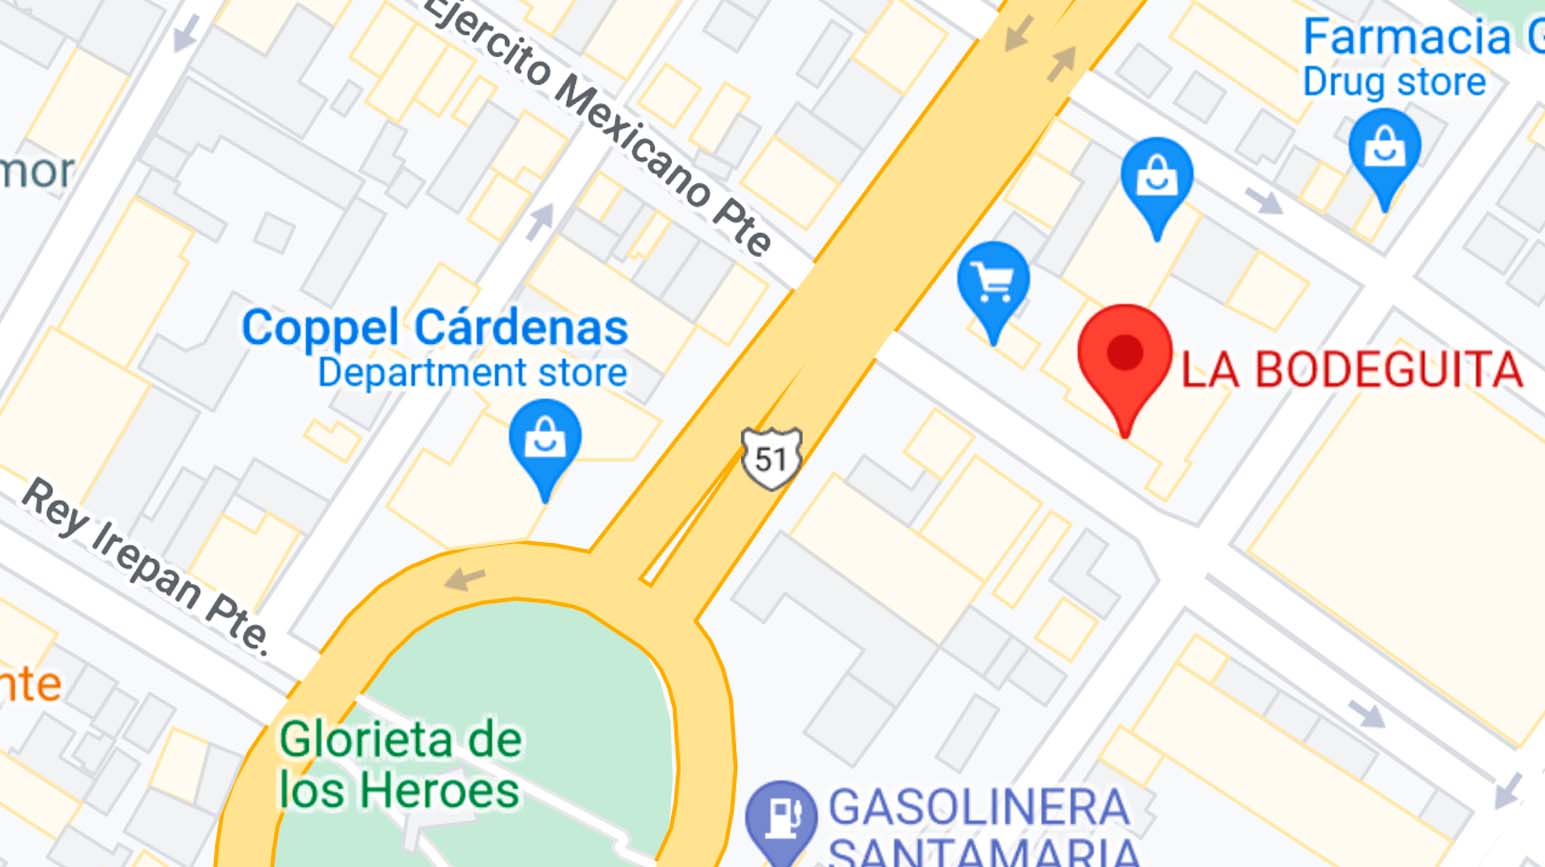 Ejercito Mexicano Pte
Farmacia G
Drug store
mor
Coppel Cárdenas
Department store
LA BODEGUITA
51
Rey Irepan Pte.
nte
Glorieta de
los Heroes
GASOLINERA
SANTAMARIA